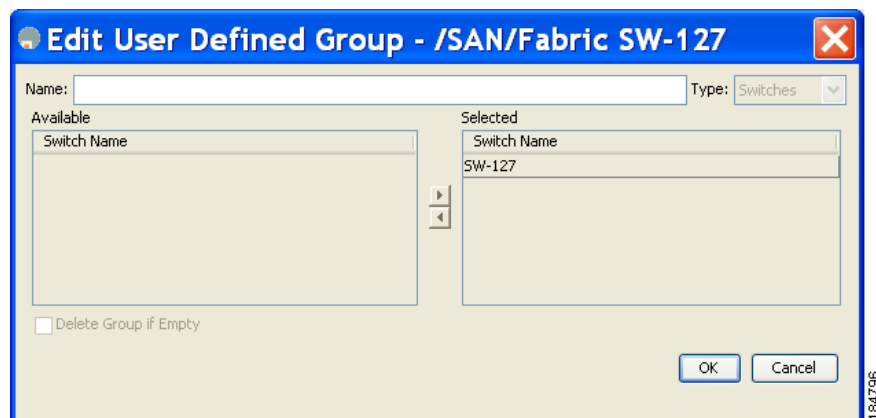 Edit User Defined Group - /SAN/Fabric SW-127
Name: Type: Switches
Available Selected
Switch Name Switch Name
SW-127
Delete Group if Empty
OK Cancel
184796